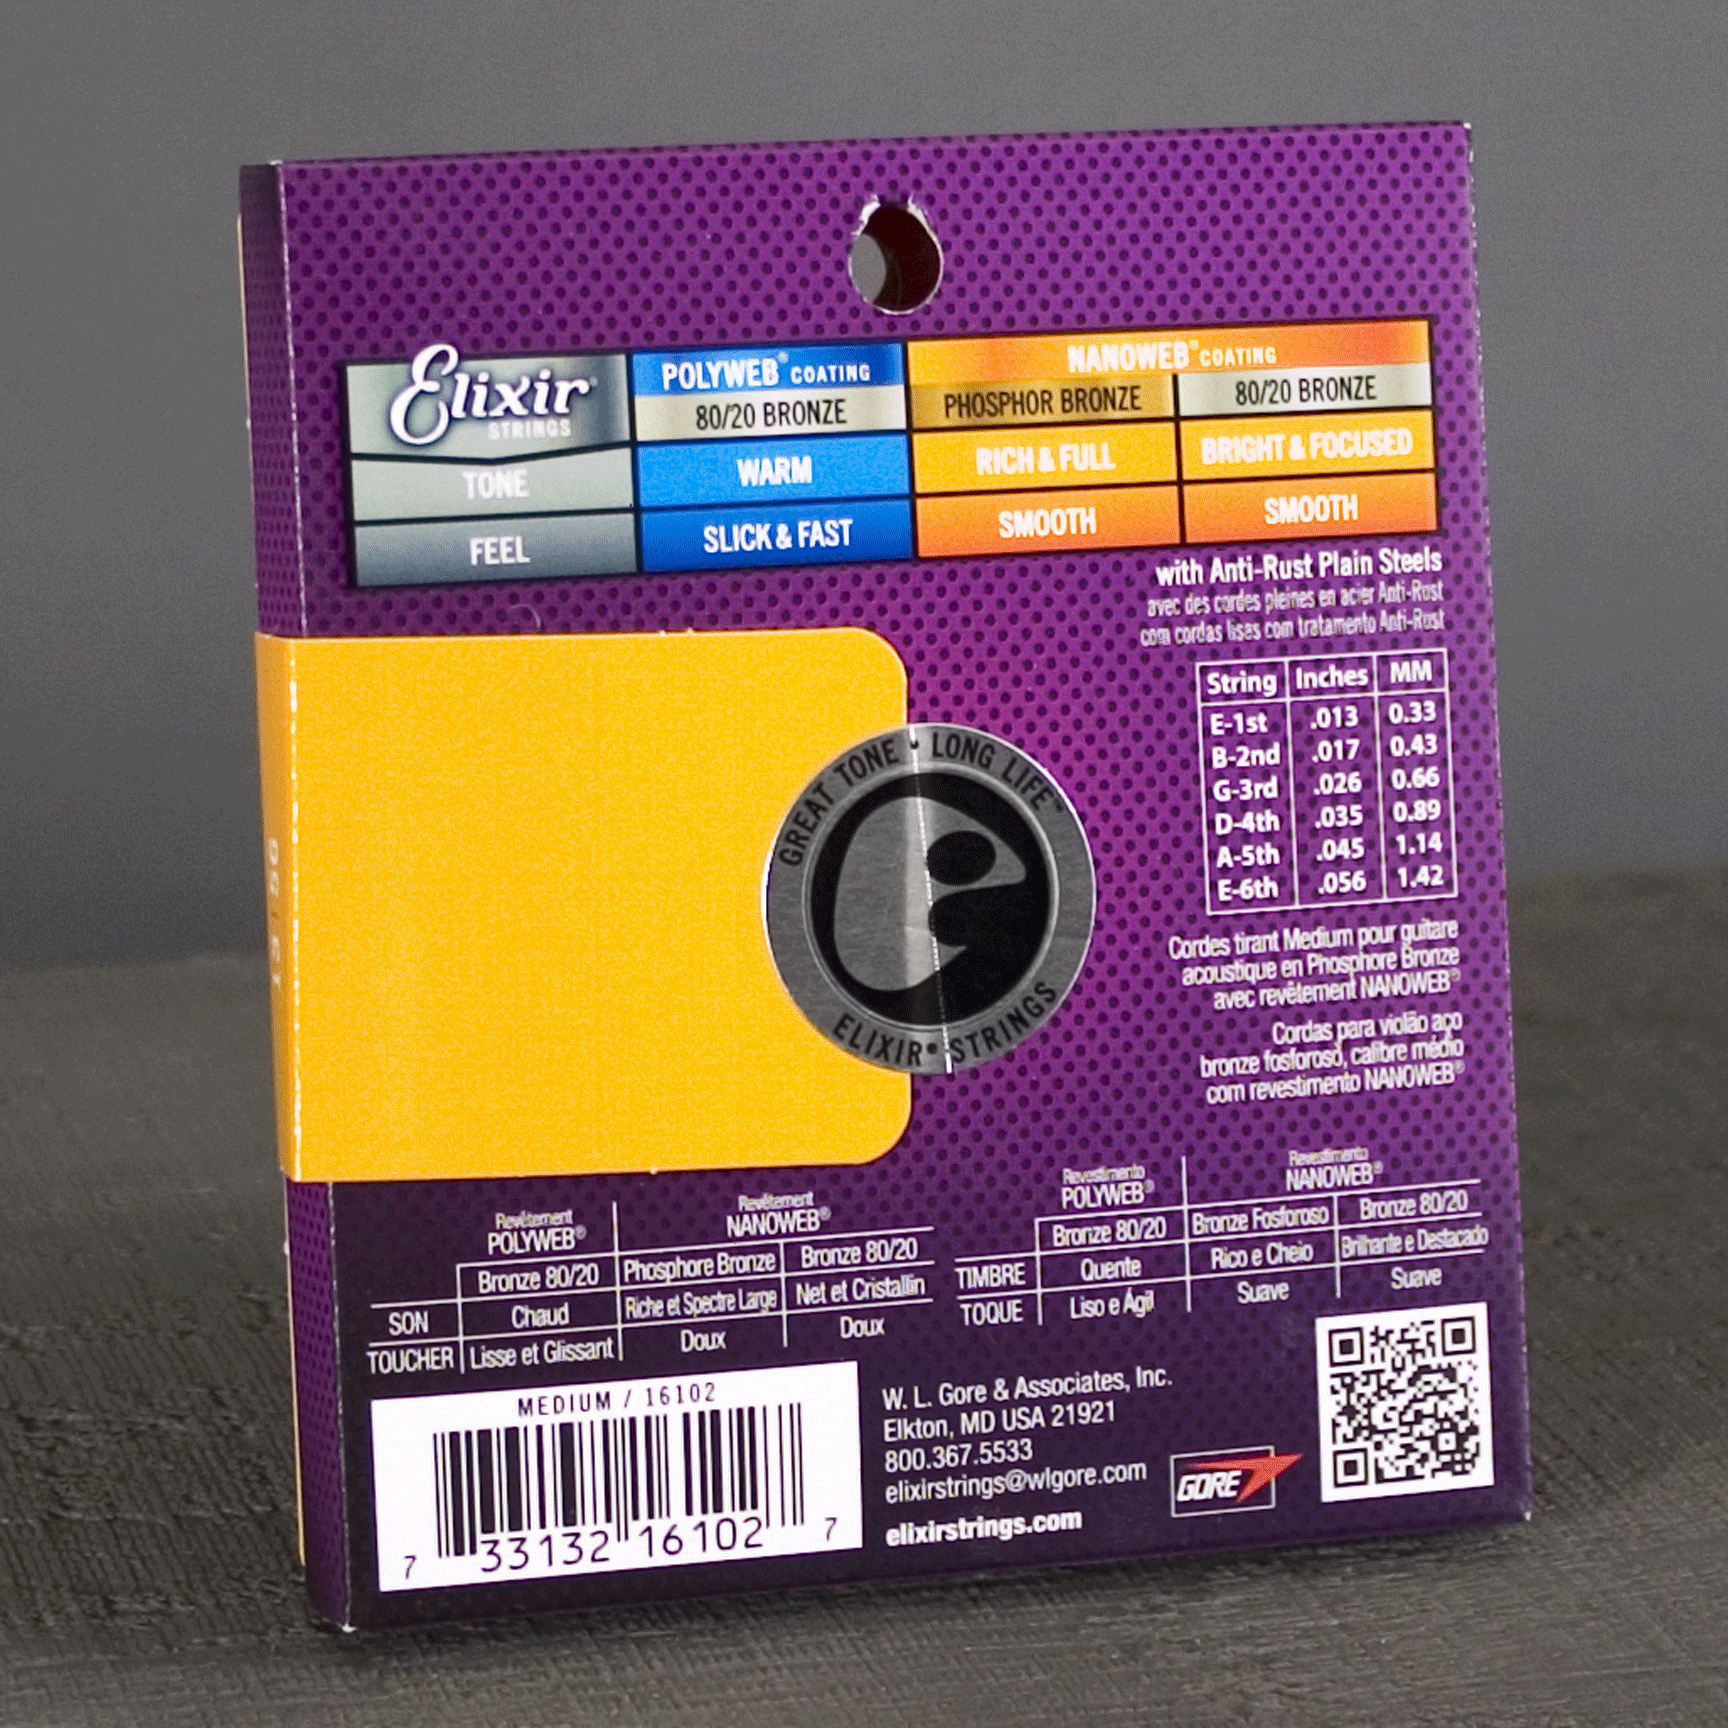 Elixir®
STRINGS
POLYWEB® COATING
NANOWEB® COATING
80/20 BRONZE
PHOSPHOR BRONZE
80/20 BRONZE
TONE
WARM
RICH & FULL
BRIGHT & FOCUSED
FEEL
SLICK & FAST
SMOOTH
SMOOTH
with Anti-Rust Plain Steels
avec des cordes pleines en acier Anti-Rust
com cordas lisas com tratamento Anti-Rust
String Inches MM
E-1st .013 0.33
B-2nd .017 0.43
G-3rd .026 0.66
D-4th .035 0.89
A-5th .045 1.14
E-6th .056 1.42
GREAT TONE • LONG LIFE™
ELIXIR® STRINGS
Cordes tirant Medium pour guitare
acoustique en Phosphore Bronze
avec revêtement NANOWEB®
Cordas para violão aço
bronze fosforoso, calibre médio
com revestimento NANOWEB®
Revêtement
POLYWEB®
Revêtement
NANOWEB®
Bronze 80/20
Phosphore Bronze
Bronze 80/20
SON
Chaud
Riche et Spectre Large
Net et Cristallin
TOUCHER
Lisse et Glissant
Doux
Doux
Revestimento
POLYWEB®
Revestimento
NANOWEB®
Bronze 80/20
Bronze Fosforoso
Bronze 80/20
TIMBRE
Quente
Rico e Cheio
Brilhante e Destacado
TOQUE
Liso e Ágil
Suave
Suave
MEDIUM / 16102
7 33132 16102 7
W. L. Gore & Associates, Inc.
Elkton, MD USA 21921
800.367.5533
elixirstrings@wlgore.com
elixirstrings.com
GORE